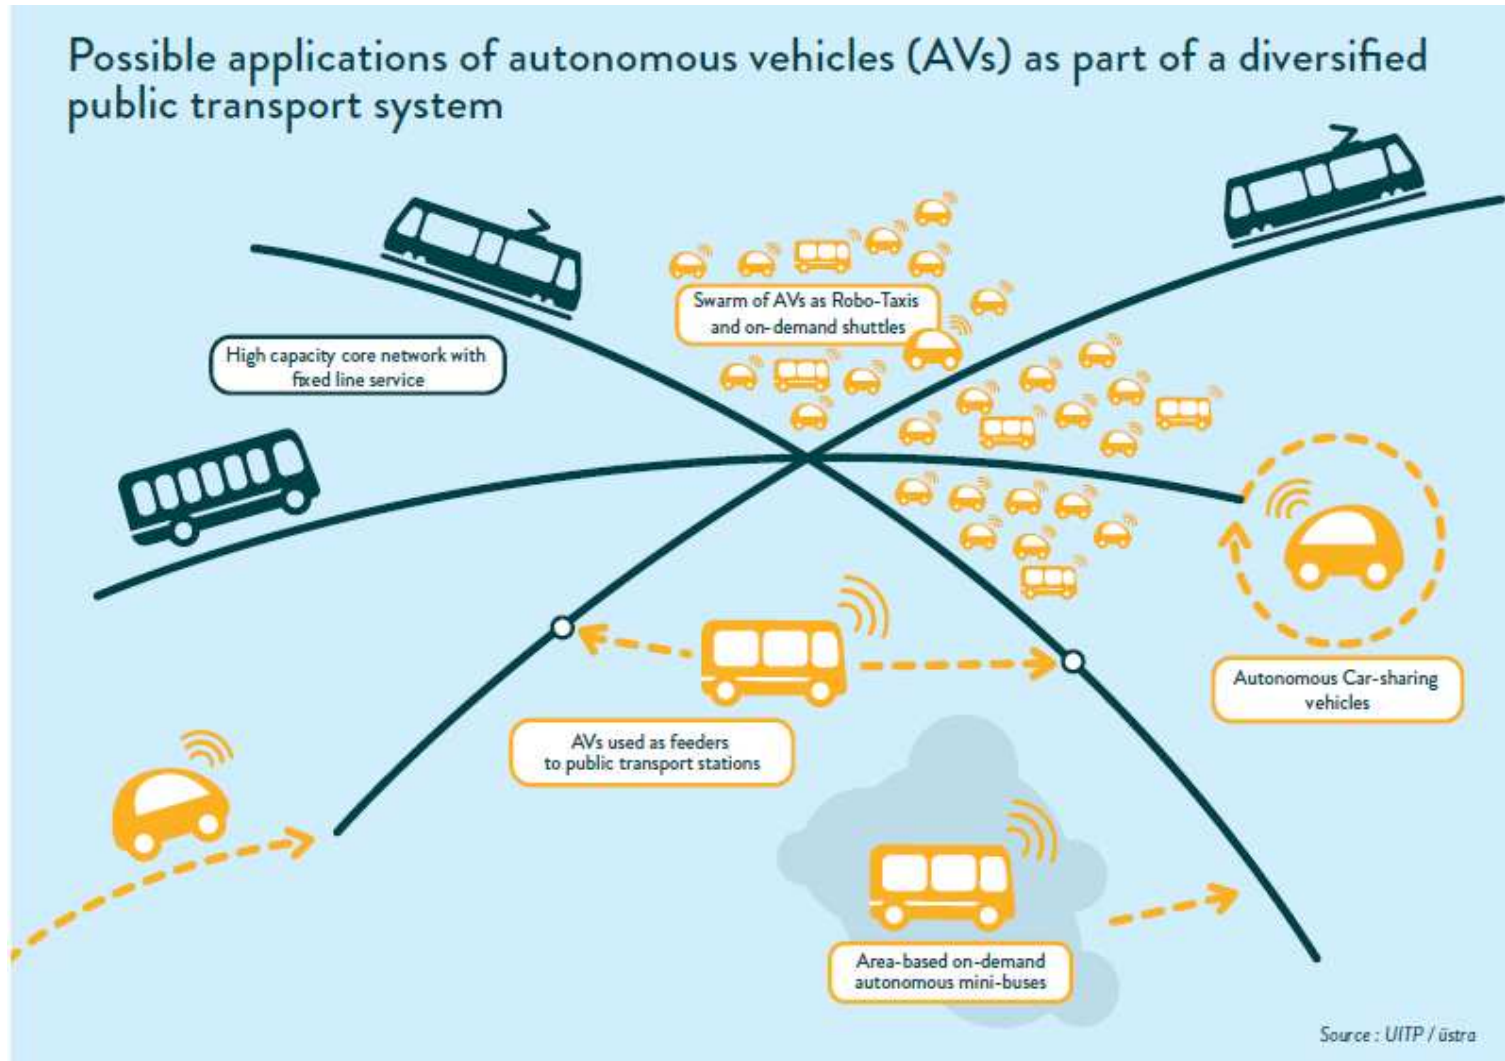 Possible applications of autonomous vehicles (AVs) as part of a diversified
public transport system
Swarm of AVs as Robo-Taxis
and on-demand shuttles
High capacity core network with
fixed line service
Autonomous Car-sharing
vehicles
AVs used as feeders
to public transport stations
Area-based on-demand
autonomous mini-buses
Source : UITP / üstra